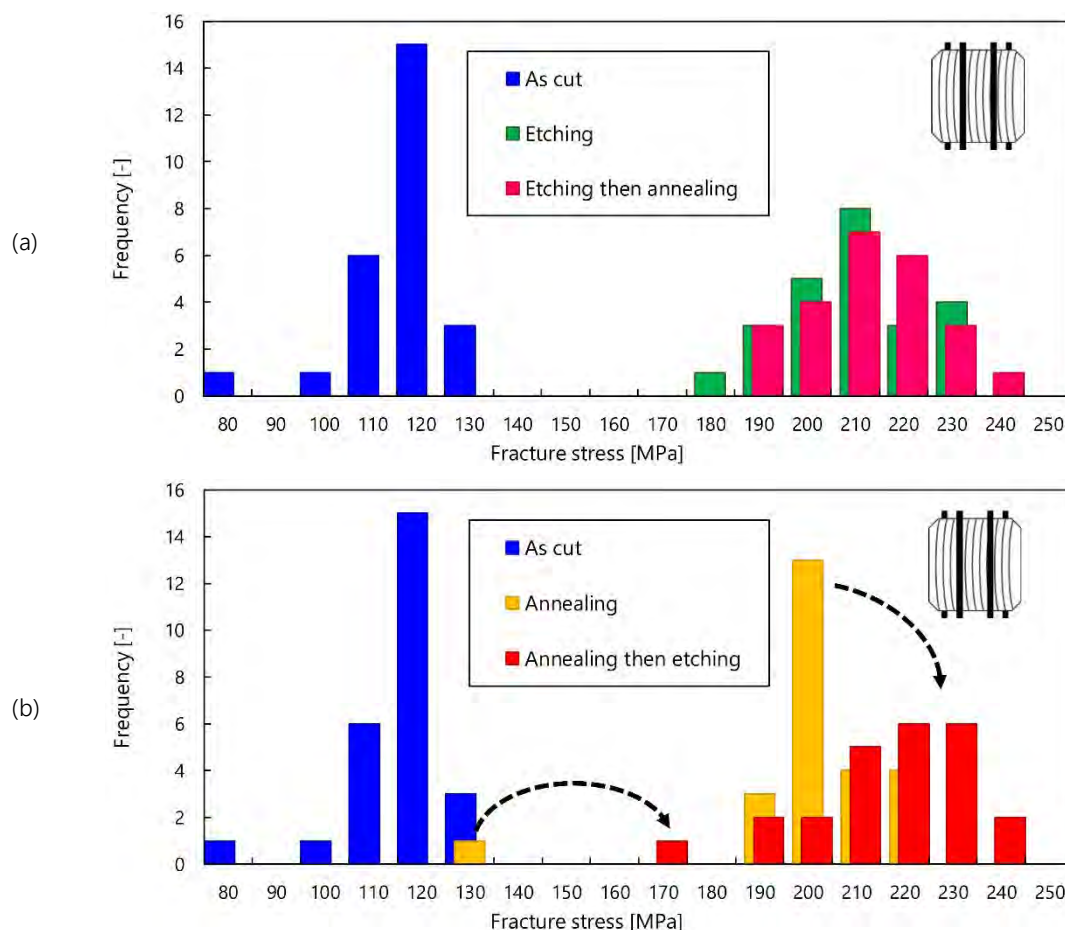 (a)
Frequency [-]
16
14
12
10
8
6
4
2
0
As cut
Etching
Etching then annealing
80 90 100 110 120 130 140 150 160 170 180 190 200 210 220 230 240 250
Fracture stress [MPa]
(b)
Frequency [-]
16
14
12
10
8
6
4
2
0
As cut
Annealing
Annealing then etching
80 90 100 110 120 130 140 150 160 170 180 190 200 210 220 230 240 250
Fracture stress [MPa]